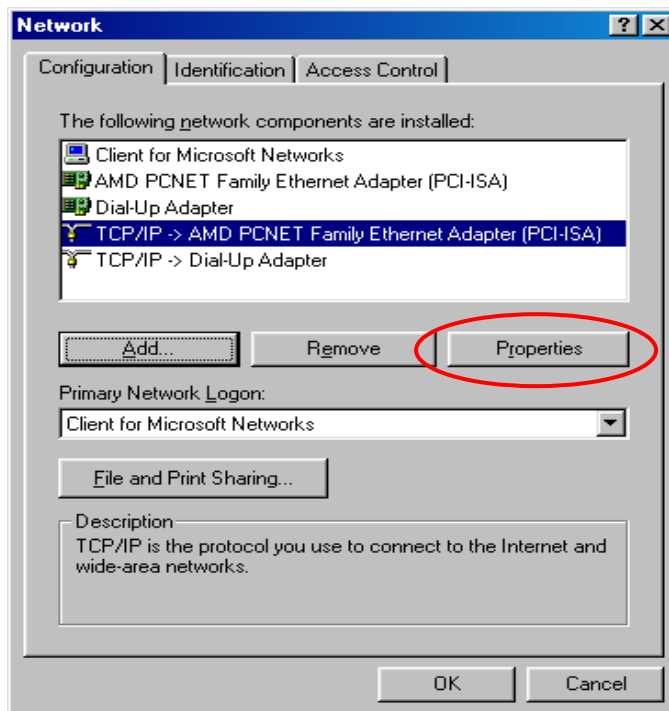 Network
Configuration Identification Access Control
The following network components are installed:
Client for Microsoft Networks
AMD PCNET Family Ethernet Adapter (PCI-ISA)
Dial-Up Adapter
TCP/IP -> AMD PCNET Family Ethernet Adapter (PCI-ISA)
TCP/IP -> Dial-Up Adapter
Add... Remove Properties
Primary Network Logon:
Client for Microsoft Networks
File and Print Sharing...
Description
TCP/IP is the protocol you use to connect to the Internet and
wide-area networks.
OK Cancel